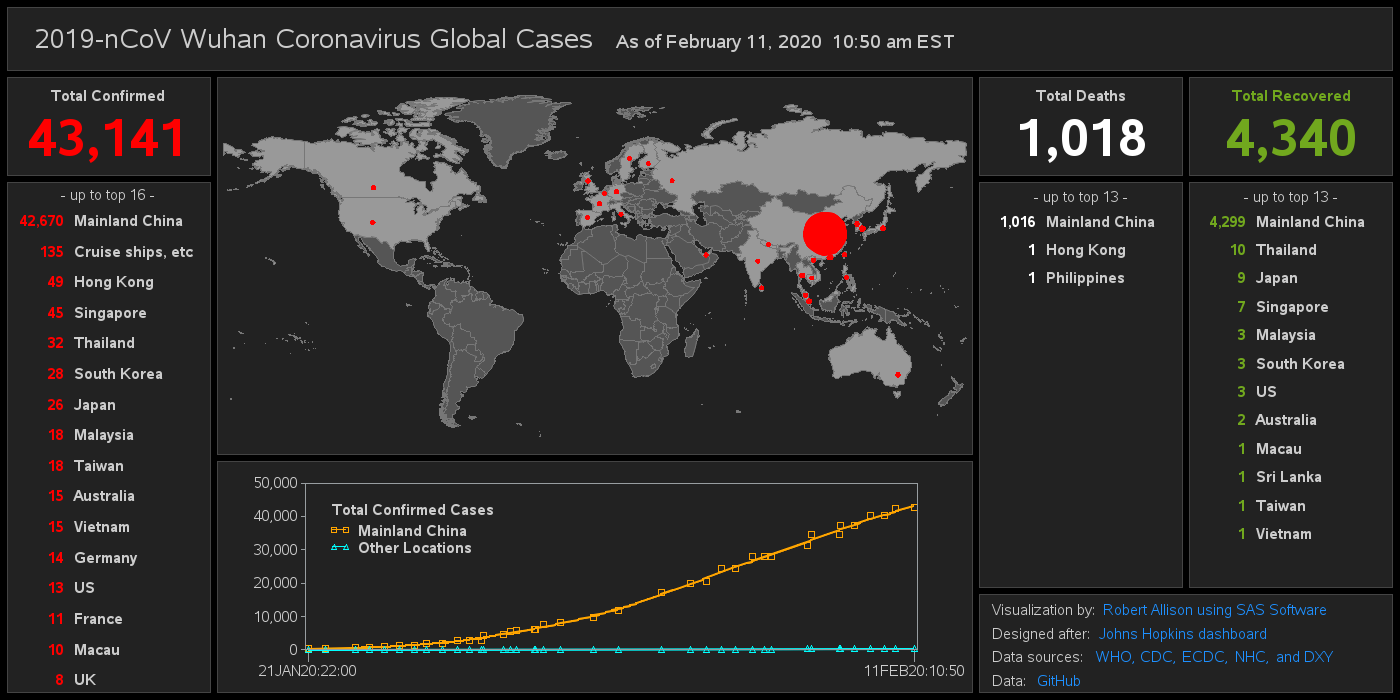 2019-nCoV Wuhan Coronavirus Global Cases As of February 11, 2020 10:50 am EST
Total Confirmed
43,141
- up to top 16 -
42,670 Mainland China
135 Cruise ships, etc
49 Hong Kong
45 Singapore
32 Thailand
28 South Korea
26 Japan
18 Malaysia
18 Taiwan
15 Australia
15 Vietnam
14 Germany
13 US
11 France
10 Macau
8 UK
50,000
40,000
30,000
20,000
10,000
0
Total Confirmed Cases
Mainland China
Other Locations
21JAN20:22:00 11FEB20:10:50
Total Deaths
1,018
- up to top 13 -
1,016 Mainland China
1 Hong Kong
1 Philippines
Total Recovered
4,340
- up to top 13 -
4,299 Mainland China
10 Thailand
9 Japan
7 Singapore
3 Malaysia
3 South Korea
3 US
2 Australia
1 Macau
1 Sri Lanka
1 Taiwan
1 Vietnam
Visualization by: Robert Allison using SAS Software
Designed after: Johns Hopkins dashboard
Data sources: WHO, CDC, ECDC, NHC, and DXY
Data: GitHub